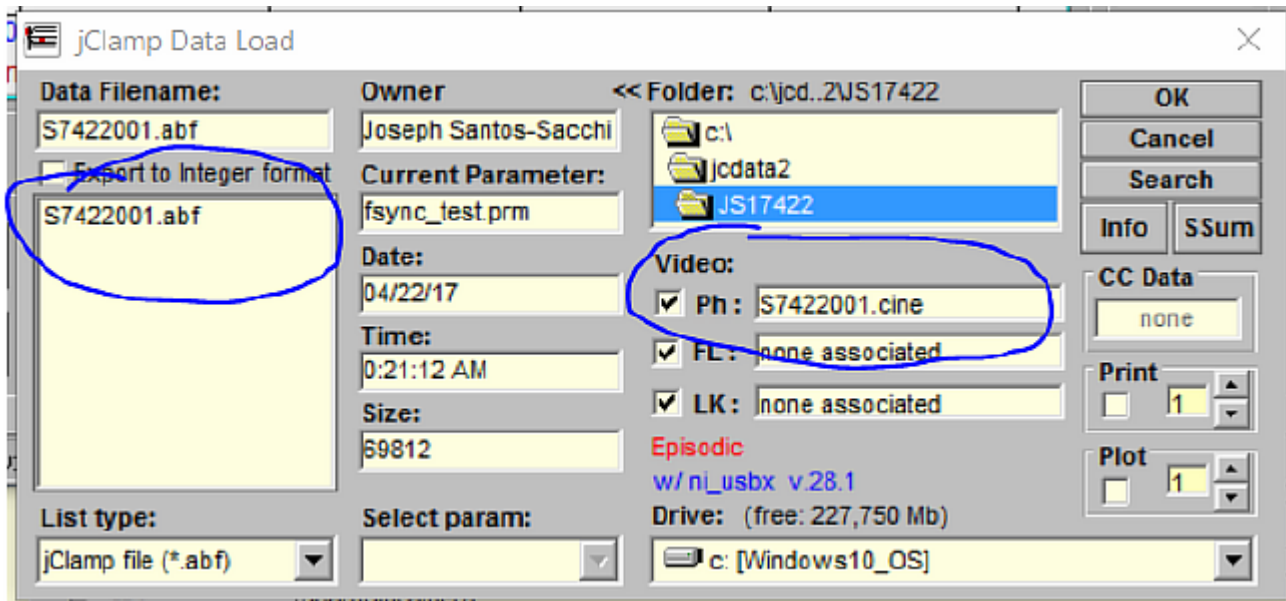 jClamp Data Load
Data Filename:
S7422001.abf
Export to Integer format
S7422001.abf
List type:
jClamp file (*.abf)
Owner
Joseph Santos-Sacchi
Current Parameter:
fsync_test.prm
Date:
04/22/17
Time:
0:21:12 AM
Size:
69812
Select param:
<< Folder: c:\jcd..2\JS17422
c:\
jcdata2
JS17422
Video:
Ph : S7422001.cine
FL : none associated
LK : none associated
Episodic
w/ ni_usbx v.28.1
Drive: (free: 227,750 Mb)
c: [Windows10_OS]
OK
Cancel
Search
Info SSum
CC Data
none
Print
1
Plot
1